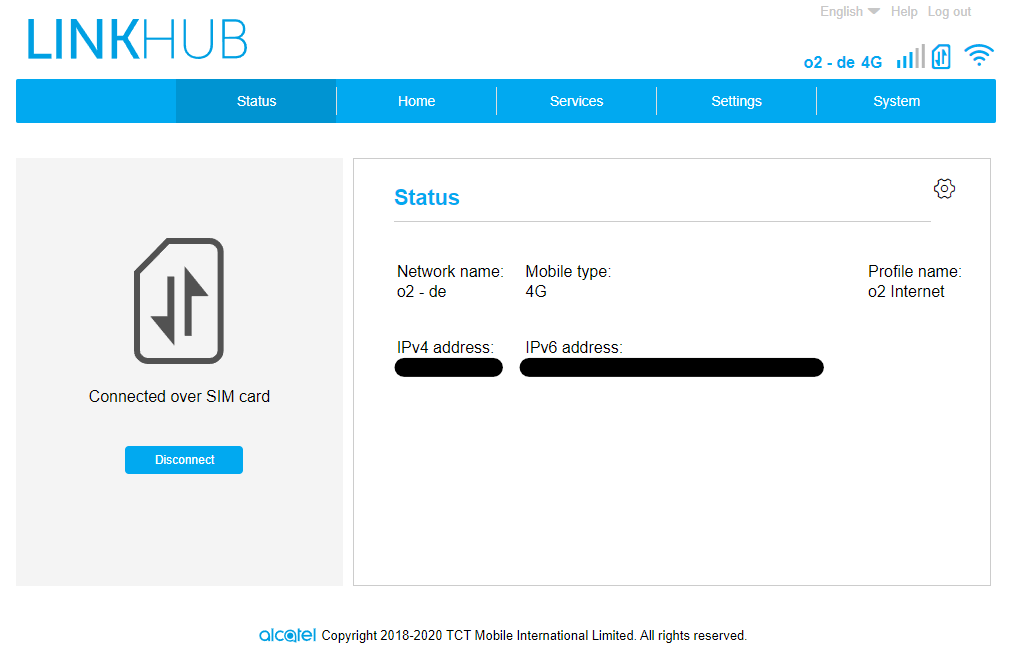 English Help Log out
LINKHUB
o2 - de 4G
Status Home Services Settings System
Status
Network name: Mobile type: Profile name:
o2 - de 4G o2 Internet
IPv4 address: IPv6 address:
Connected over SIM card
Disconnect
alcatel Copyright 2018-2020 TCT Mobile International Limited. All rights reserved.